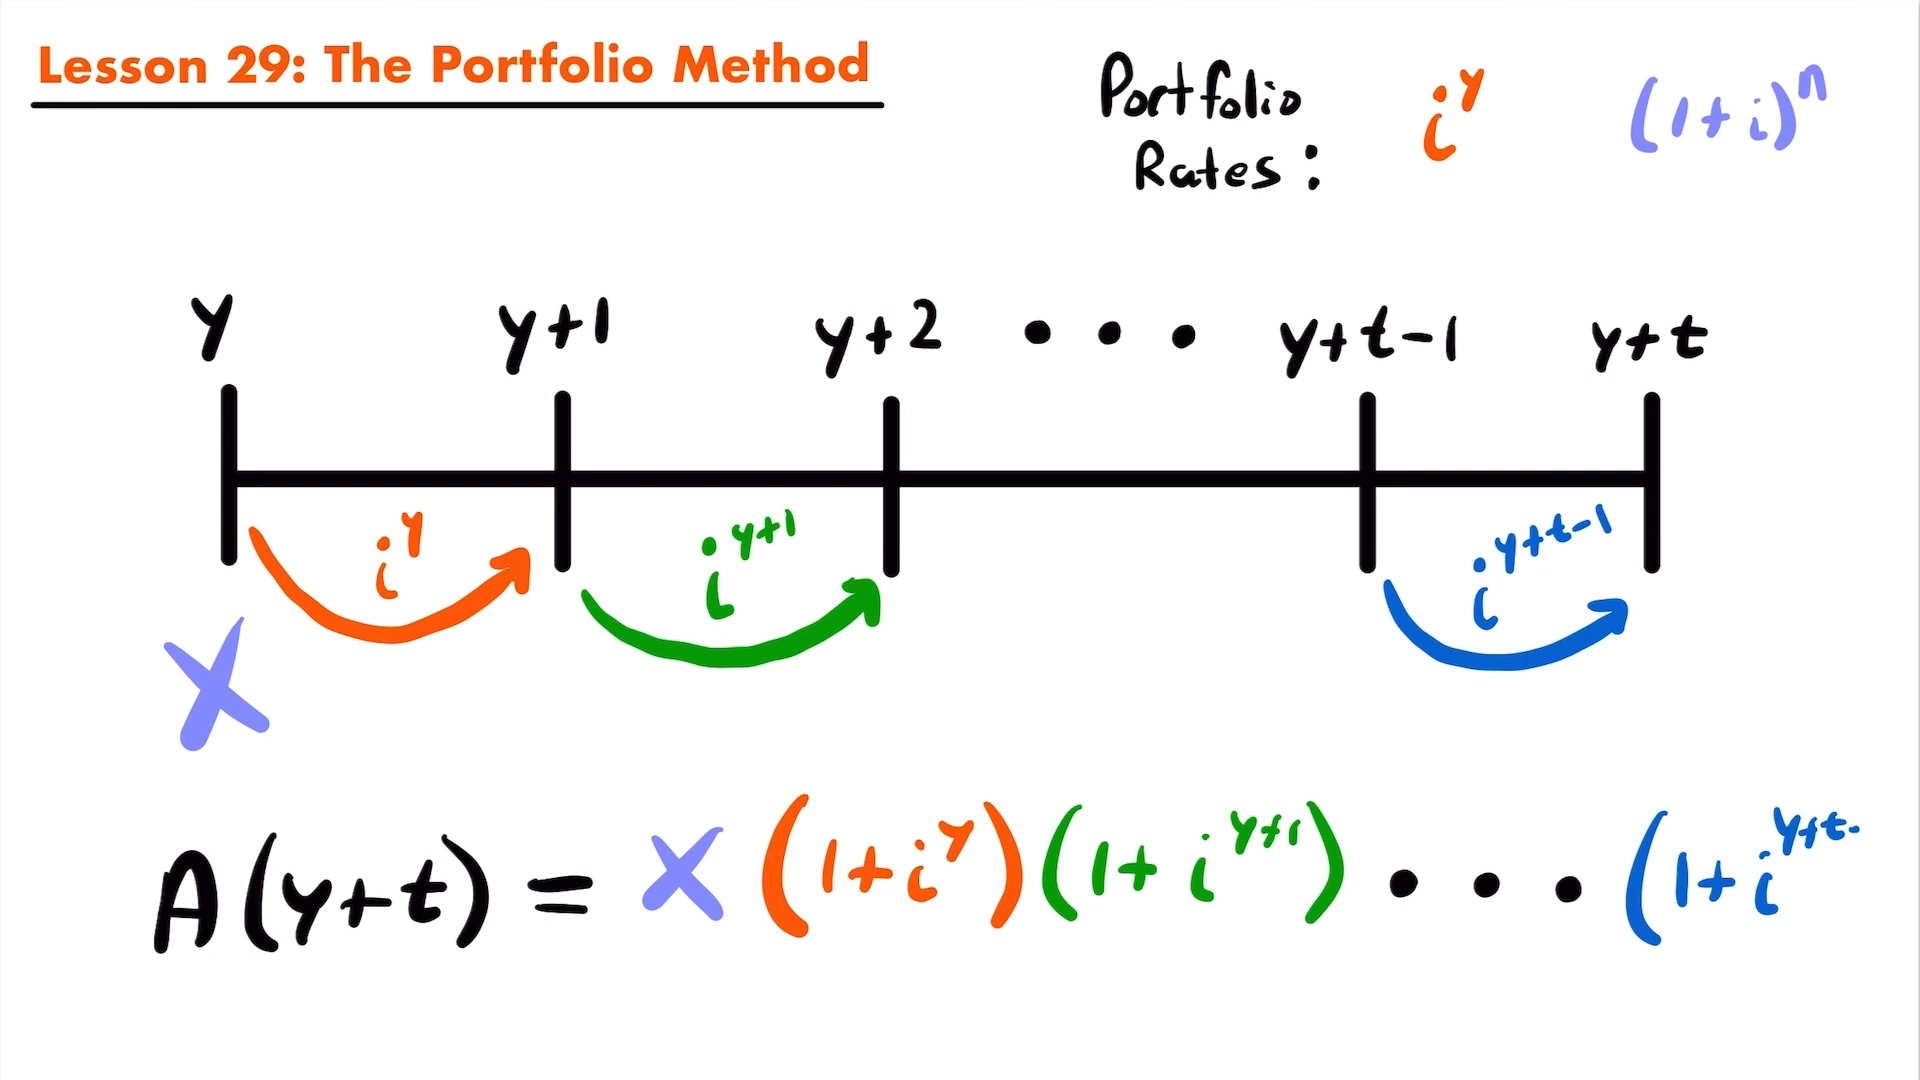 Lesson 29: The Portfolio Method
Portfolio Rates: i^y (1+i)^n
y y+1 y+2 • • • y+t-1 y+t
i^y i^y+1 i^y+t-1
X
A(y+t) = X (1+i^y)(1+i^y+1) • • • (1+i^y+t-